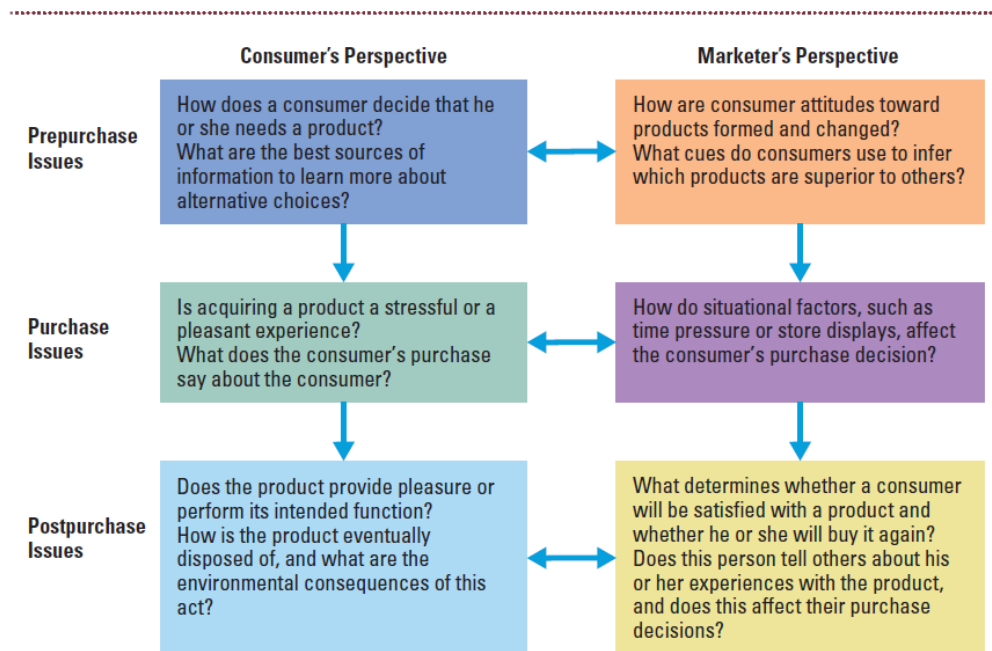 Consumer's Perspective
Marketer's Perspective
Prepurchase
Issues
How does a consumer decide that he
or she needs a product?
What are the best sources of
information to learn more about
alternative choices?
How are consumer attitudes toward
products formed and changed?
What cues do consumers use to infer
which products are superior to others?
Purchase
Issues
Is acquiring a product a stressful or a
pleasant experience?
What does the consumer's purchase
say about the consumer?
How do situational factors, such as
time pressure or store displays, affect
the consumer's purchase decision?
Postpurchase
Issues
Does the product provide pleasure or
perform its intended function?
How is the product eventually
disposed of, and what are the
environmental consequences of this
act?
What determines whether a consumer
will be satisfied with a product and
whether he or she will buy it again?
Does this person tell others about his
or her experiences with the product,
and does this affect their purchase
decisions?